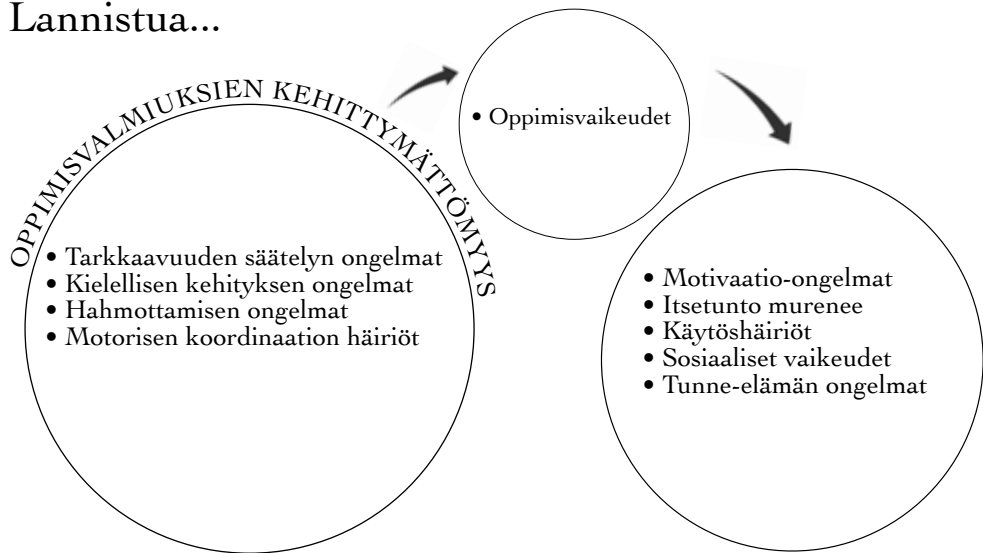 Lannistua...
OPPIMISVALMIUKSIEN KEHITTYMÄTTÖMYYS
• Tarkkaavuuden säätelyn ongelmat
• Kielellisen kehityksen ongelmat
• Hahmottamisen ongelmat
• Motorisen koordinaation häiriöt
• Oppimisvaikeudet
• Motivaatio-ongelmat
• Itsetunto murenee
• Käytöshäiriöt
• Sosiaaliset vaikeudet
• Tunne-elämän ongelmat